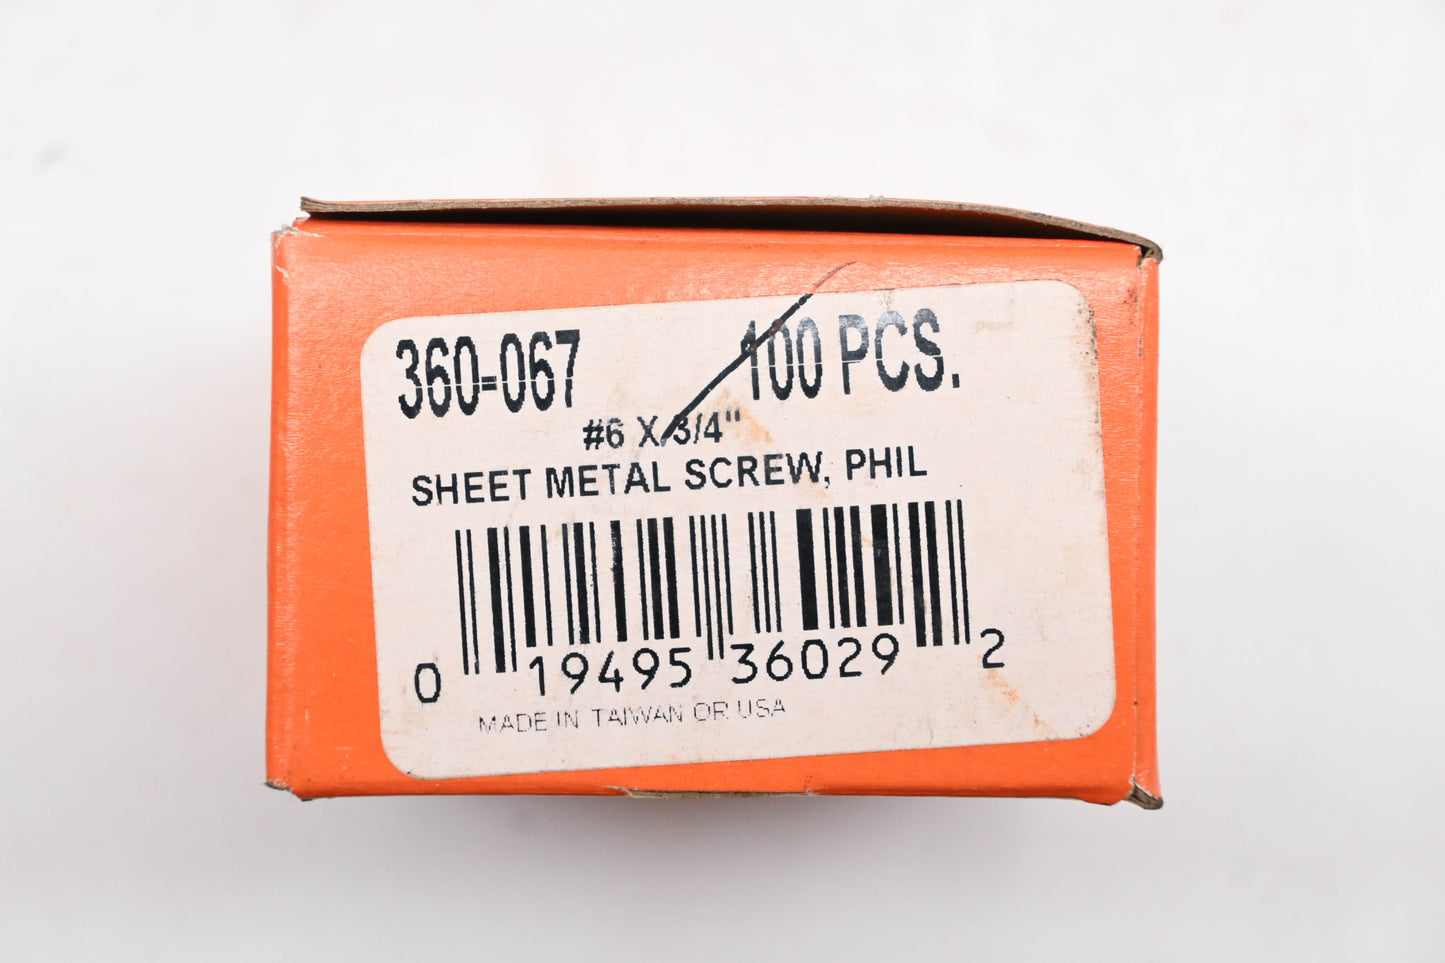 360-067 100 PCS.
#6 X 3/4"
SHEET METAL SCREW, PHIL
0 19495 36029 2
MADE IN TAIWAN OR USA